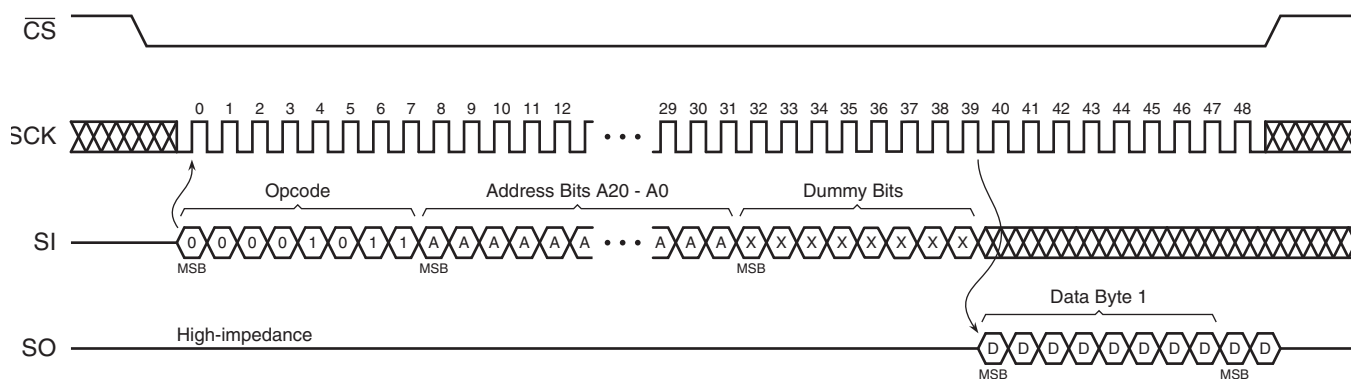 CS
0 1 2 3 4 5 6 7 8 9 10 11 12 29 30 31 32 33 34 35 36 37 38 39 40 41 42 43 44 45 46 47 48
SCK • • •
Opcode Address Bits A20 - A0 Dummy Bits
SI 0 0 0 0 1 0 1 1 A A A A A A • • • A A A X X X X X X X X
MSB MSB MSB
Data Byte 1
High-impedance
SO D D D D D D D D D D
MSB MSB